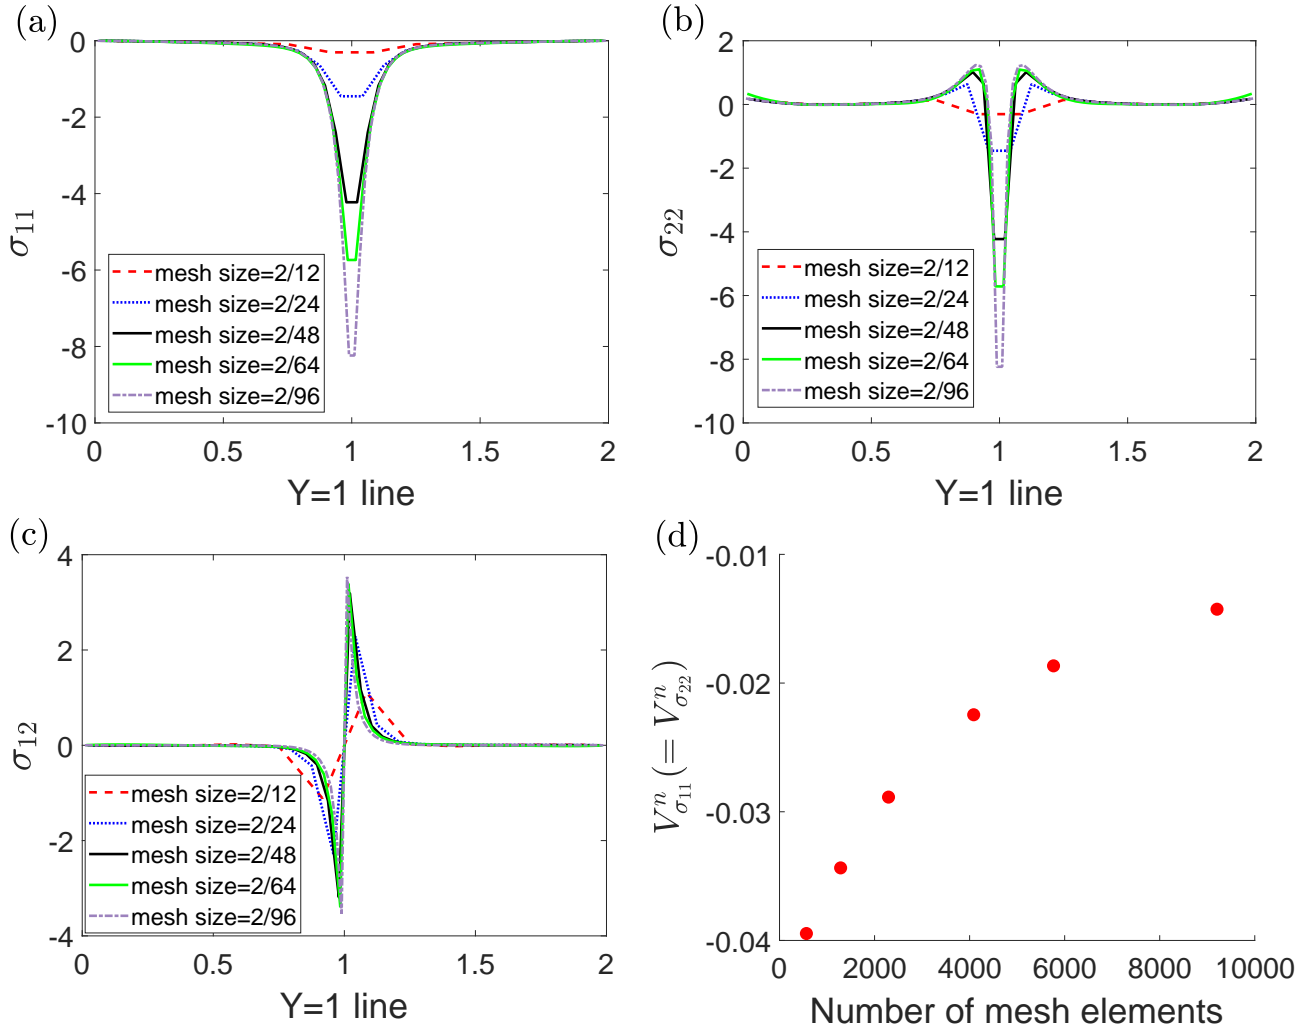 (a)
0
-2
-4
-6
-8
-10
σ11
mesh size=2/12
mesh size=2/24
mesh size=2/48
mesh size=2/64
mesh size=2/96
0 0.5 1 1.5 2
Y=1 line
(b)
2
0
-2
-4
-6
-8
-10
σ22
mesh size=2/12
mesh size=2/24
mesh size=2/48
mesh size=2/64
mesh size=2/96
0 0.5 1 1.5 2
Y=1 line
(c)
4
2
0
-2
-4
σ12
mesh size=2/12
mesh size=2/24
mesh size=2/48
mesh size=2/64
mesh size=2/96
0 0.5 1 1.5 2
(d)
-0.01
-0.02
-0.03
-0.04
V^n_σ11 (= V^n_σ22)
0 2000 4000 6000 8000 10000
Number of mesh elements